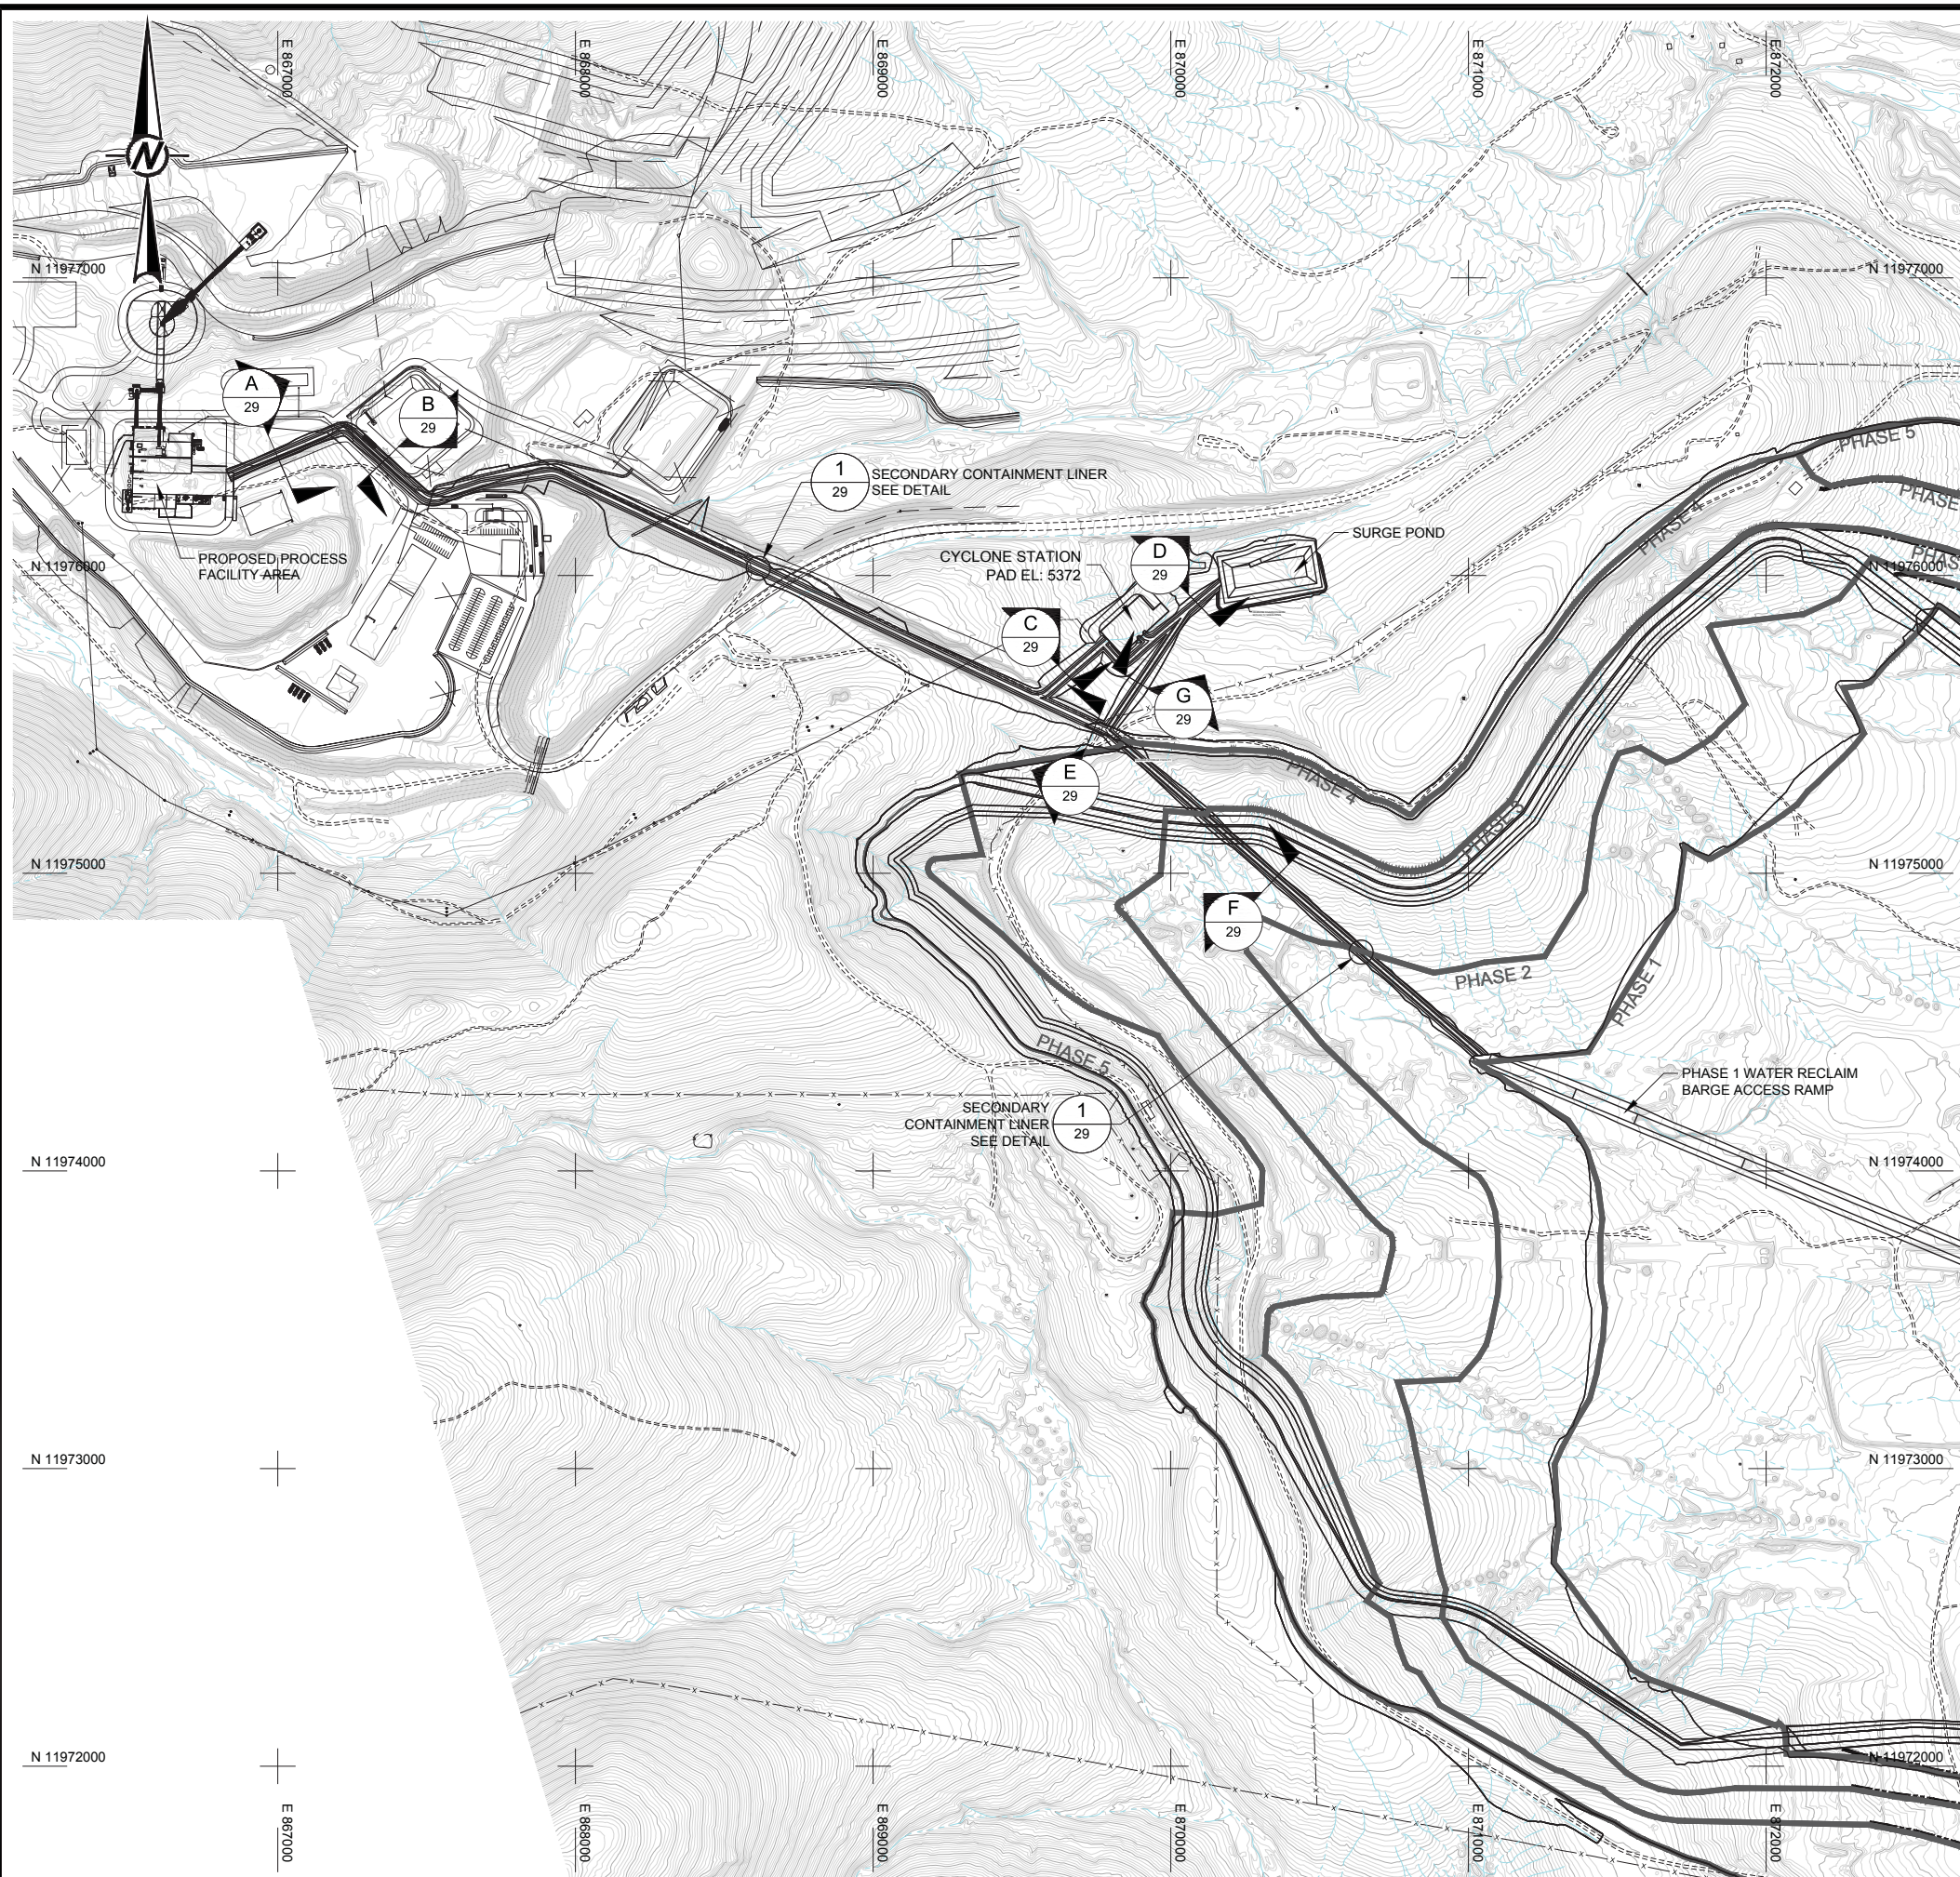 E 867000
E 868000
E 869000
E 870000
E 871000
E 872000
N
N 11977000
N 11977000
A
29
B
29
PHASE 5
1
29
SECONDARY CONTAINMENT LINER
SEE DETAIL
PHASE
PHASE 4
SURGE POND
D
29
CYCLONE STATION
PAD EL: 5372
PROPOSED PROCESS
FACILITY AREA
N 11976000
PHAS
N 11976000
C
29
G
29
E
29
PHASE 4
PHASE 3
N 11975000
N 11975000
F
29
PHASE 2
PHASE 1
PHASE 5
PHASE 1 WATER RECLAIM
BARGE ACCESS RAMP
SECONDARY
CONTAINMENT LINER
SEE DETAIL
1
29
N 11974000
N 11974000
N 11973000
N 11973000
N 11972000
N 11972000
E 867000
E 868000
E 869000
E 870000
E 871000
E 872000